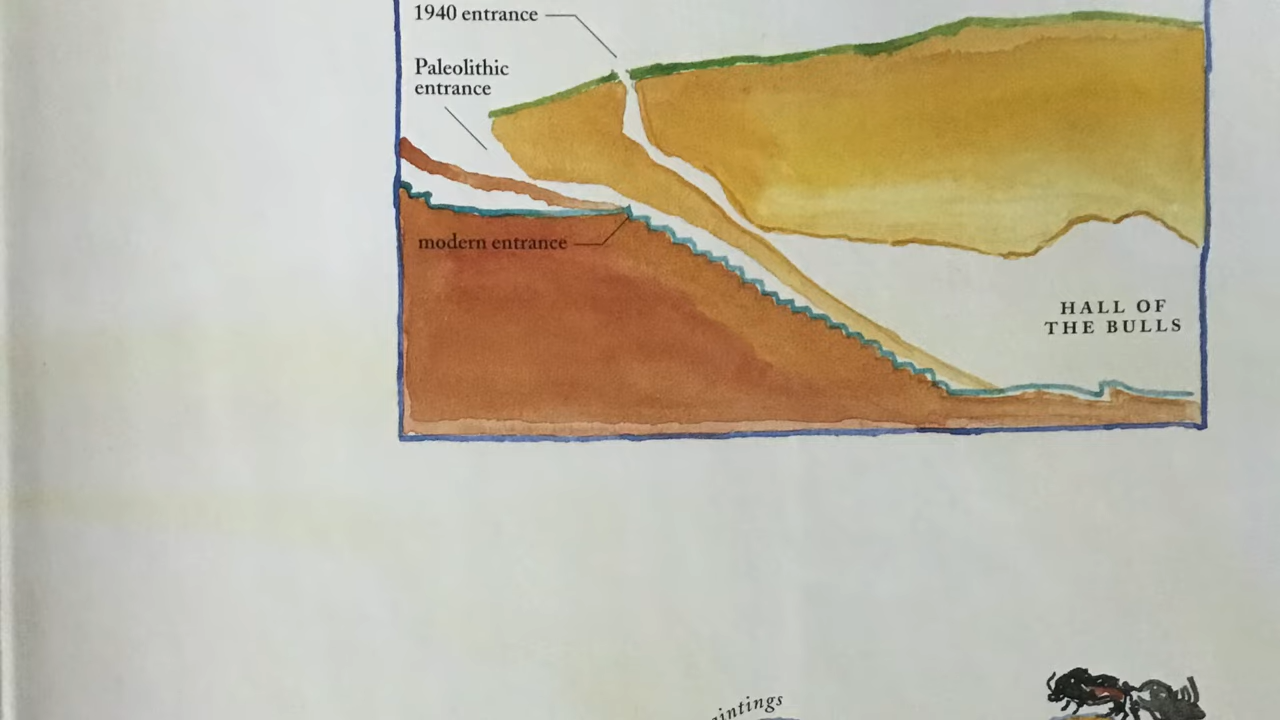 1940 entrance
Paleolithic
entrance
modern entrance
HALL OF
THE BULLS